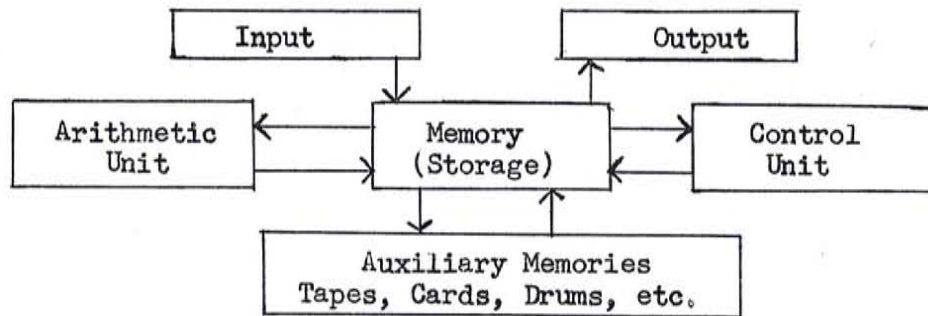 Input
Output
Arithmetic
Unit
Memory
(Storage)
Control
Unit
Auxiliary Memories
Tapes, Cards, Drums, etc.